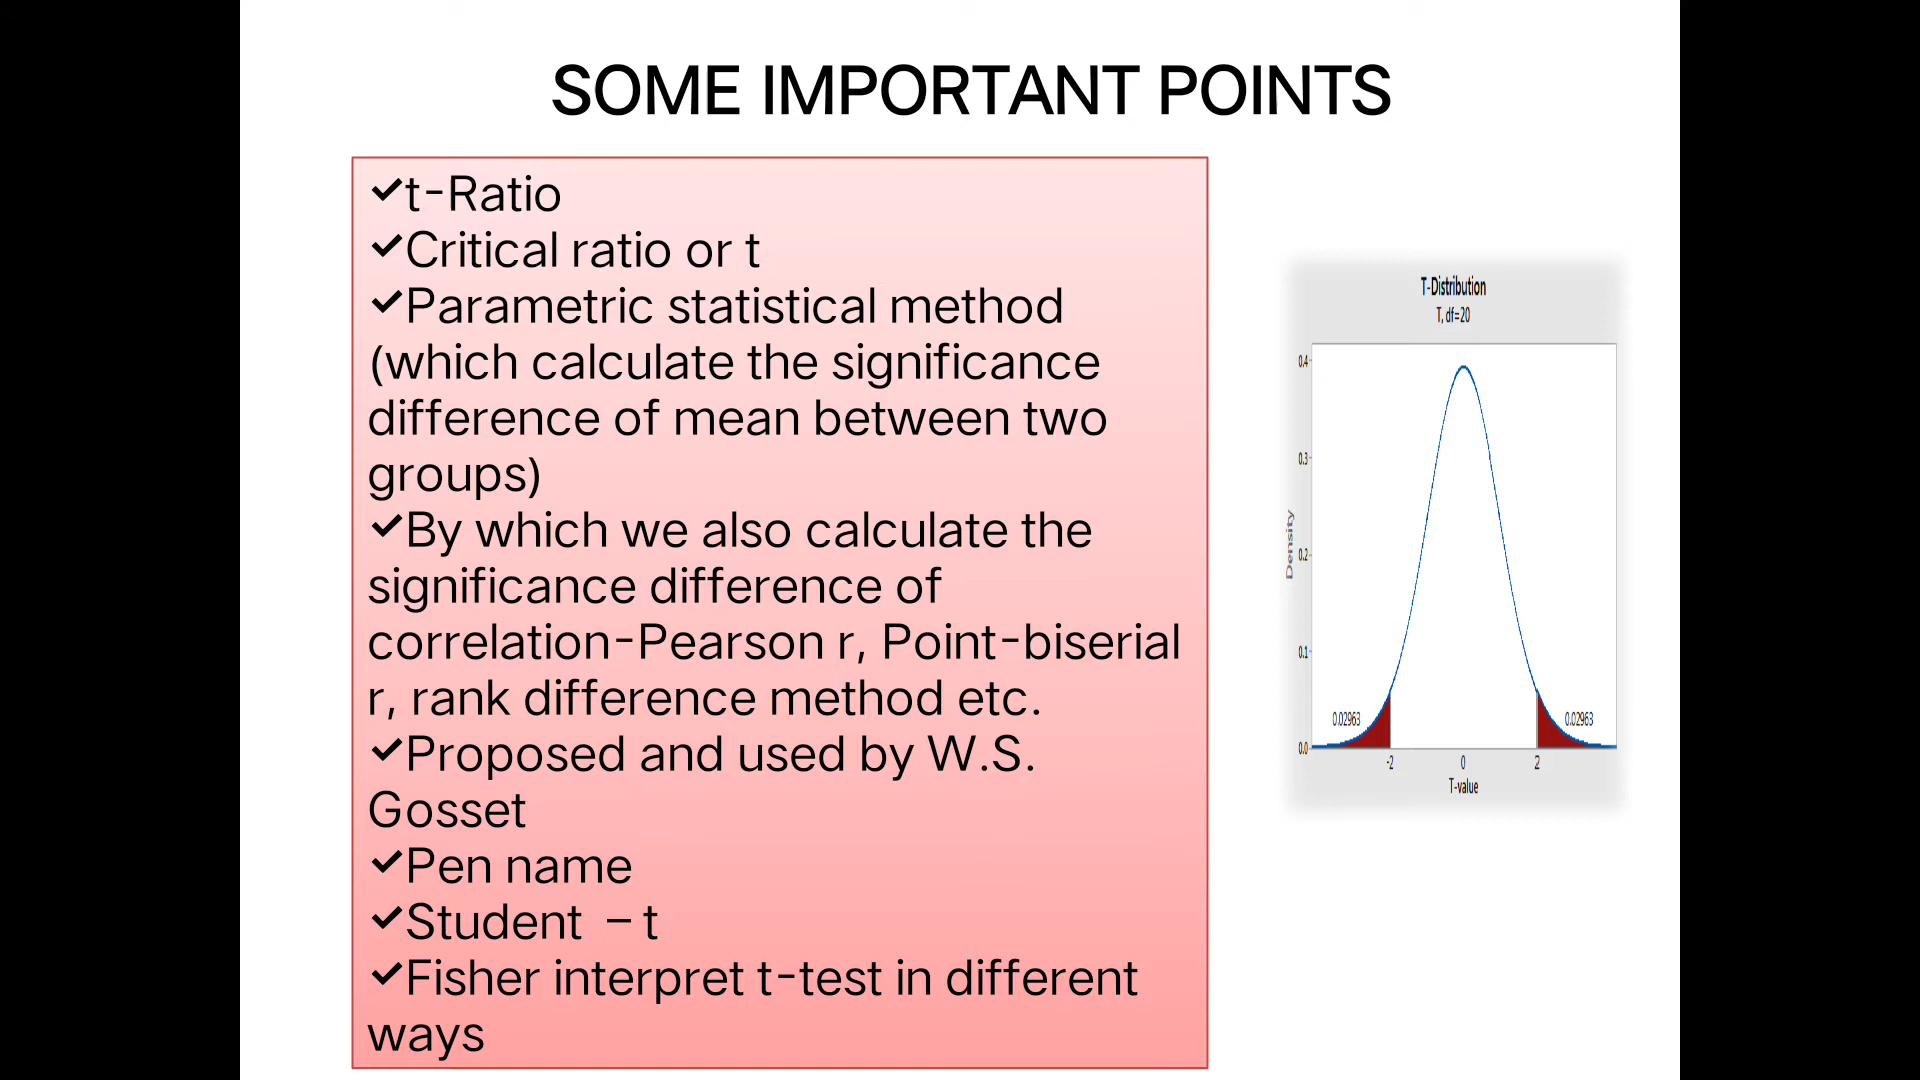 SOME IMPORTANT POINTS
✓t-Ratio
✓Critical ratio or t
✓Parametric statistical method
(which calculate the significance
difference of mean between two
groups)
✓By which we also calculate the
significance difference of
correlation-Pearson r, Point-biserial
r, rank difference method etc.
✓Proposed and used by W.S.
Gosset
✓Pen name
✓Student – t
✓Fisher interpret t-test in different
ways
T-Distribution
T, df=20
0.4
0.3
0.2
0.1
0.0
Density
0.02963
0.02963
-2
0
2
T-value